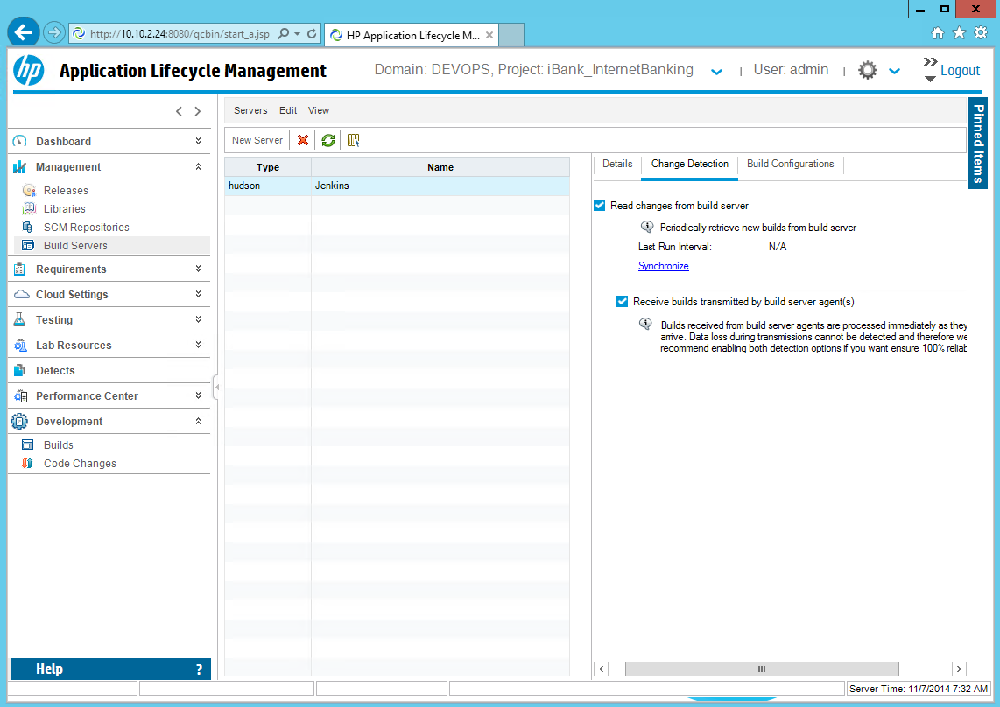 http://10.10.2.24:8080/qcbin/start_a.jsp
HP Application Lifecycle M...
hp
Application Lifecycle Management
Domain: DEVOPS, Project: iBank_InternetBanking
User: admin
Logout
Pinned Items
Dashboard
Management
Releases
Libraries
SCM Repositories
Build Servers
Requirements
Cloud Settings
Testing
Lab Resources
Defects
Performance Center
Development
Builds
Code Changes
Help ?
Servers Edit View
New Server
Type Name
hudson Jenkins
Details Change Detection Build Configurations
Read changes from build server
Periodically retrieve new builds from build server
Last Run Interval: N/A
Synchronize
Receive builds transmitted by build server agent(s)
Builds received from build server agents are processed immediately as they
arrive. Data loss during transmissions cannot be detected and therefore we
recommend enabling both detection options if you want ensure 100% reliab
Server Time: 11/7/2014 7:32 AM